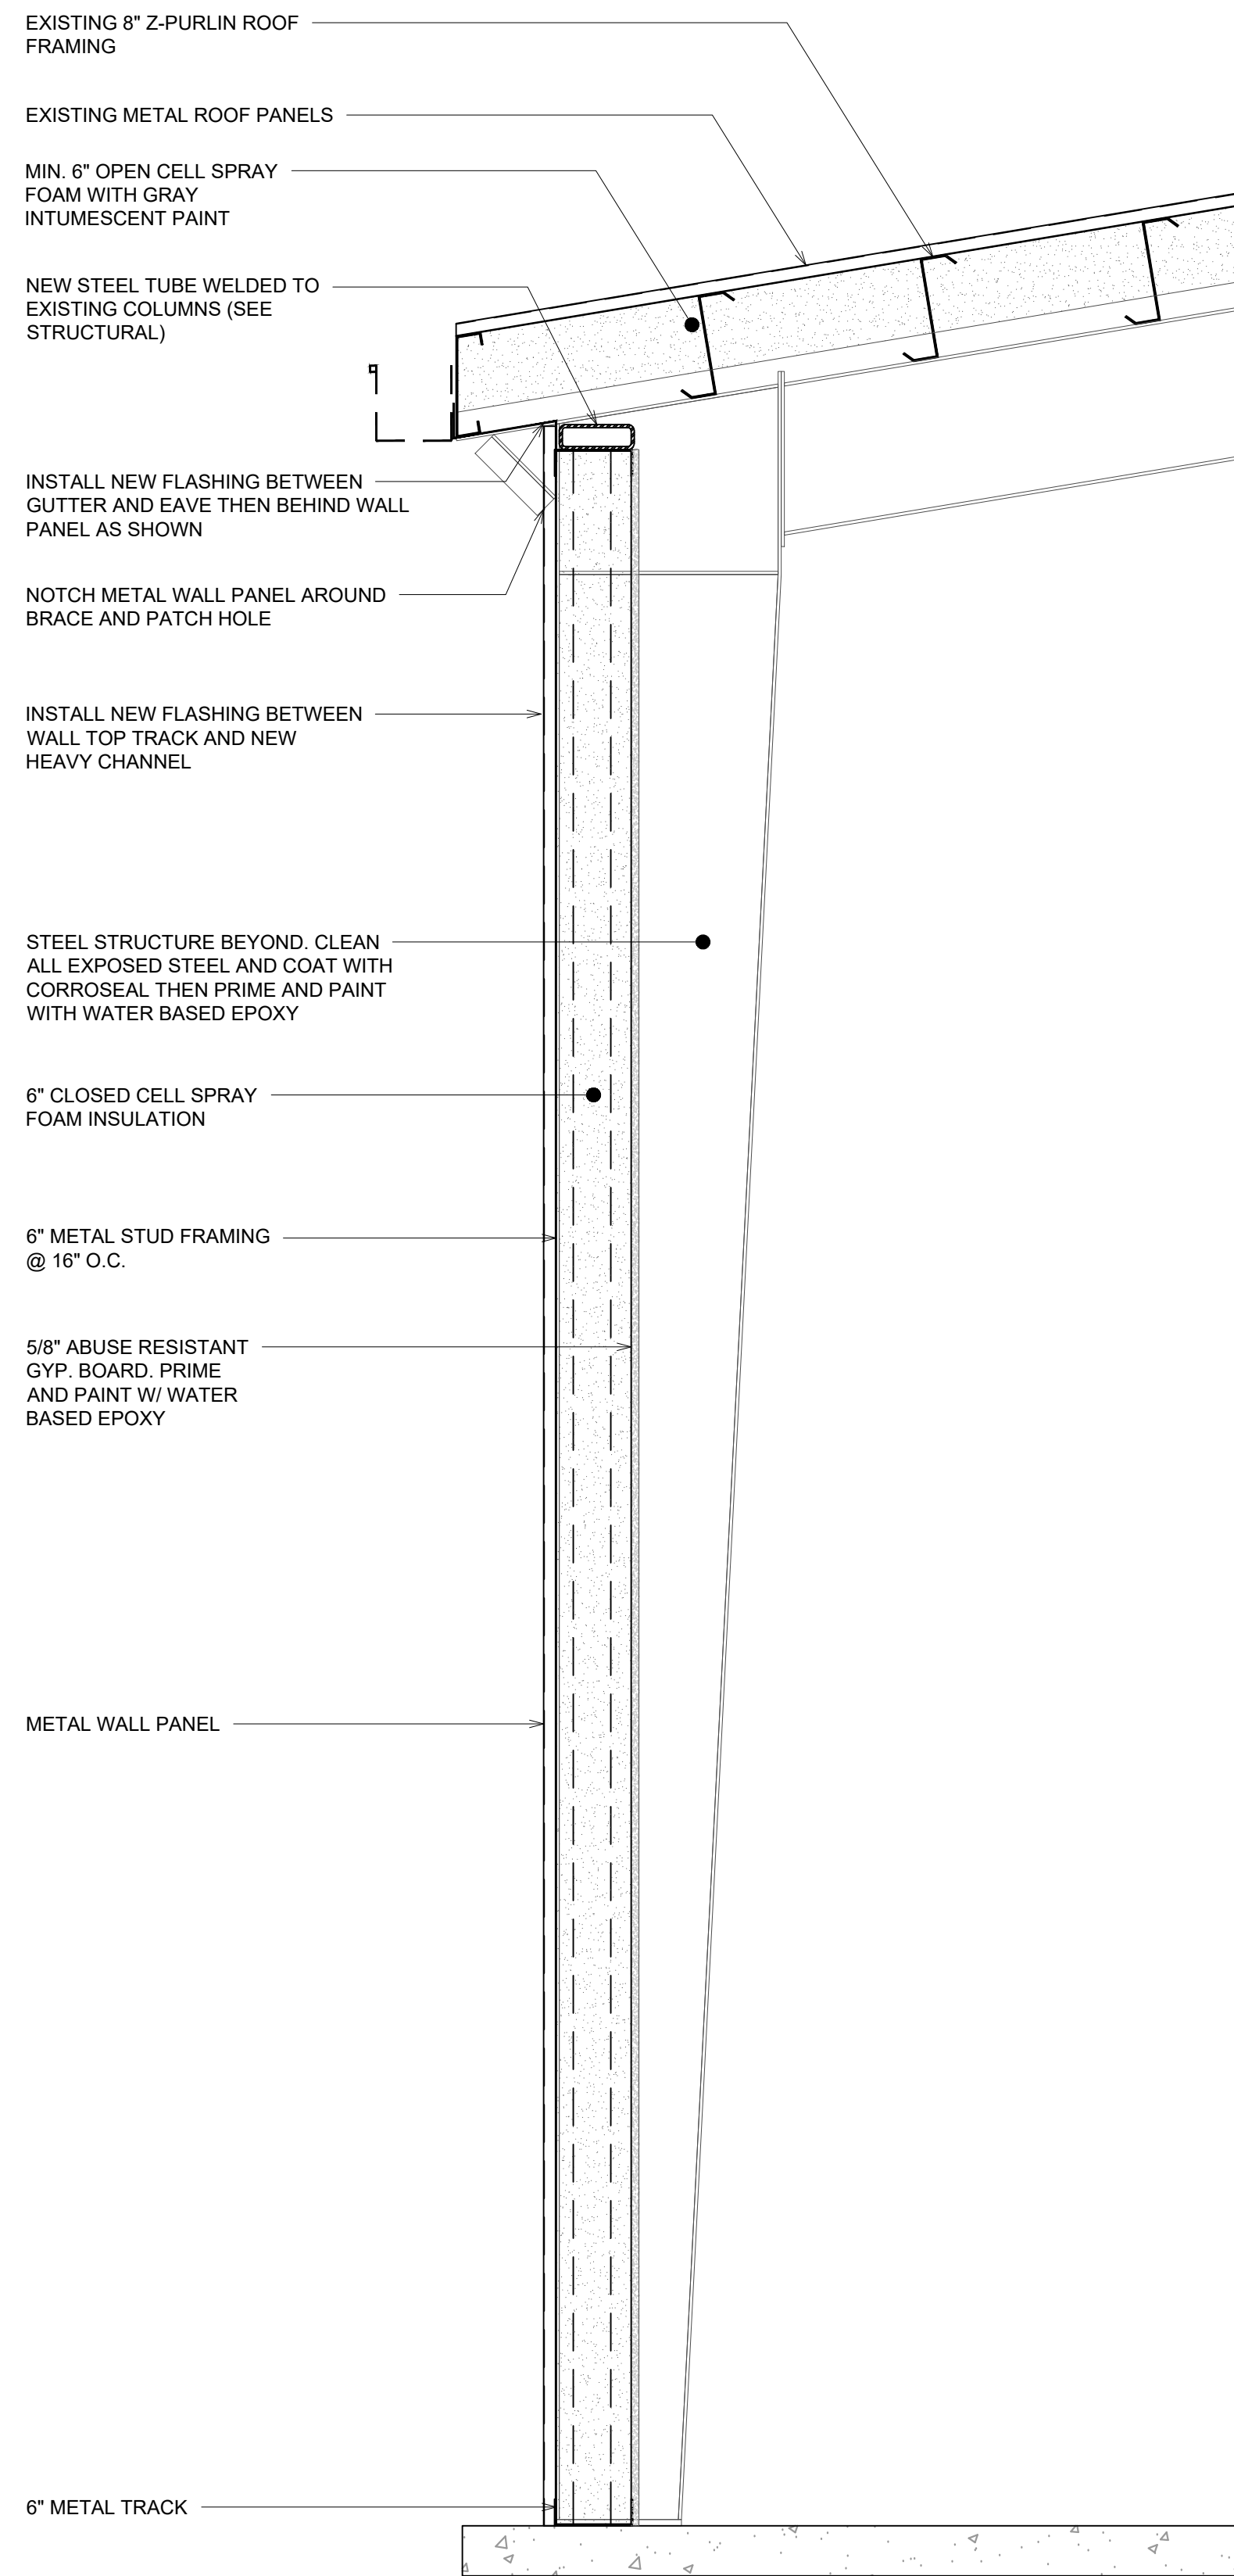 EXISTING 8" Z-PURLIN ROOF
FRAMING
EXISTING METAL ROOF PANELS
MIN. 6" OPEN CELL SPRAY
FOAM WITH GRAY
INTUMESCENT PAINT
NEW STEEL TUBE WELDED TO
EXISTING COLUMNS (SEE
STRUCTURAL)
INSTALL NEW FLASHING BETWEEN
GUTTER AND EAVE THEN BEHIND WALL
PANEL AS SHOWN
NOTCH METAL WALL PANEL AROUND
BRACE AND PATCH HOLE
INSTALL NEW FLASHING BETWEEN
WALL TOP TRACK AND NEW
HEAVY CHANNEL
STEEL STRUCTURE BEYOND. CLEAN
ALL EXPOSED STEEL AND COAT WITH
CORROSEAL THEN PRIME AND PAINT
WITH WATER BASED EPOXY
6" CLOSED CELL SPRAY
FOAM INSULATION
6" METAL STUD FRAMING
@ 16" O.C.
5/8" ABUSE RESISTANT
GYP. BOARD. PRIME
AND PAINT W/ WATER
BASED EPOXY
METAL WALL PANEL
6" METAL TRACK